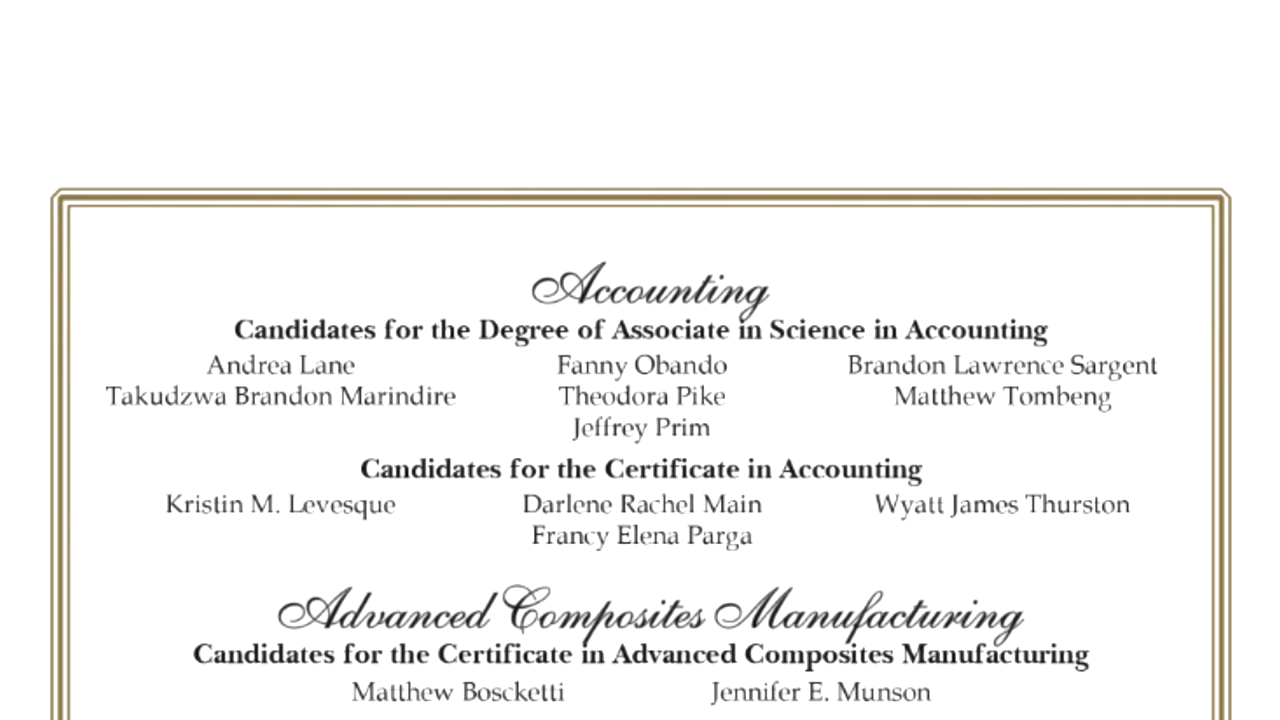 Accounting
Candidates for the Degree of Associate in Science in Accounting
Andrea Lane Fanny Obando Brandon Lawrence Sargent
Takudzwa Brandon Marindire Theodora Pike Matthew Tombeng
Jeffrey Prim
Candidates for the Certificate in Accounting
Kristin M. Levesque Darlene Rachel Main Wyatt James Thurston
Francy Elena Parga
Advanced Composites Manufacturing
Candidates for the Certificate in Advanced Composites Manufacturing
Matthew Boscketti Jennifer E. Munson